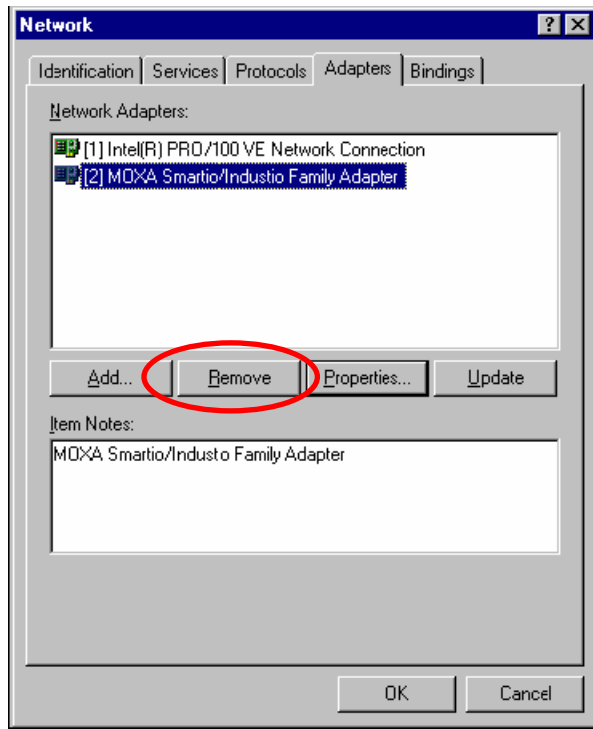 Network
Identification Services Protocols Adapters Bindings
Network Adapters:
[1] Intel(R) PRO/100 VE Network Connection
[2] MOXA Smartio/Industio Family Adapter
Add... Remove Properties... Update
Item Notes:
MOXA Smartio/Industo Family Adapter
OK Cancel